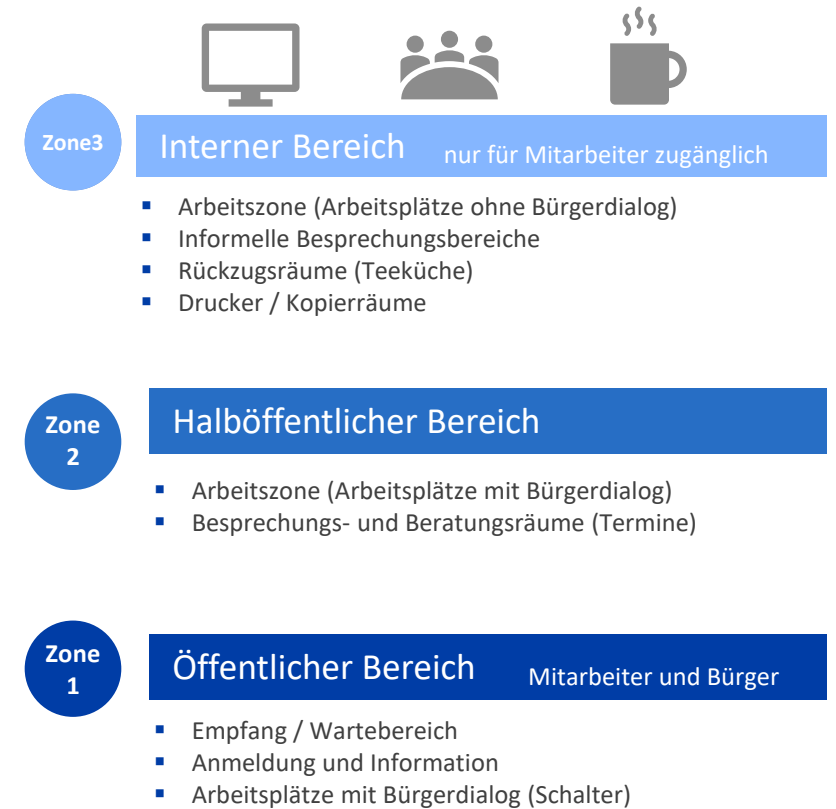 Zone3
Interner Bereich nur für Mitarbeiter zugänglich
▪ Arbeitszone (Arbeitsplätze ohne Bürgerdialog)
▪ Informelle Besprechungsbereiche
▪ Rückzugsräume (Teeküche)
▪ Drucker / Kopierräume
Zone
2
Halböffentlicher Bereich
▪ Arbeitszone (Arbeitsplätze mit Bürgerdialog)
▪ Besprechungs- und Beratungsräume (Termine)
Zone
1
Öffentlicher Bereich Mitarbeiter und Bürger
▪ Empfang / Wartebereich
▪ Anmeldung und Information
▪ Arbeitsplätze mit Bürgerdialog (Schalter)